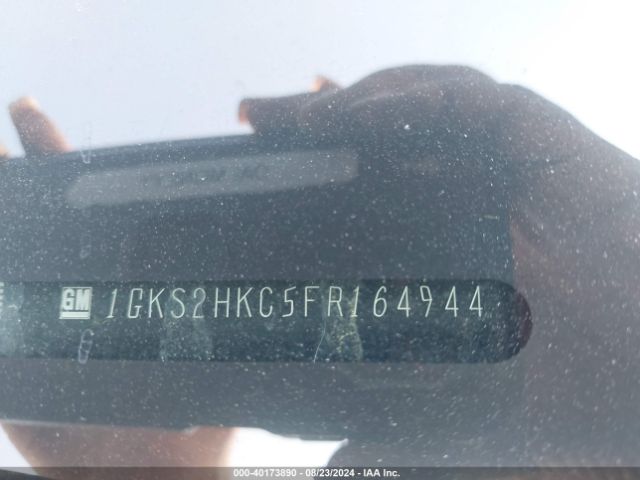 GM 1GKS2HKC5FR164944
000-40173890 - 08/23/2024 - IAA Inc.